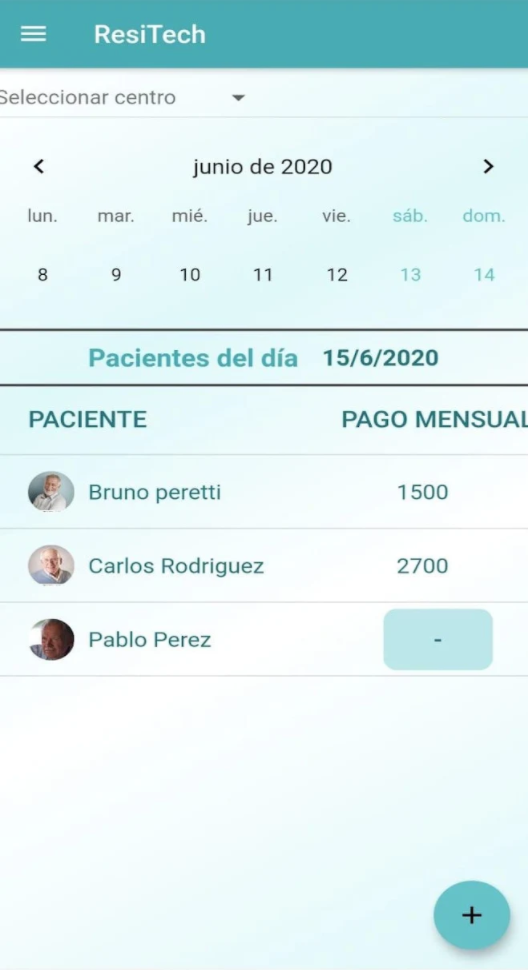 ResiTech
Seleccionar centro
junio de 2020
lun. mar. mié. jue. vie. sáb. dom.
8 9 10 11 12 13 14
Pacientes del día 15/6/2020
PACIENTE PAGO MENSUAL
Bruno peretti 1500
Carlos Rodriguez 2700
Pablo Perez -
+